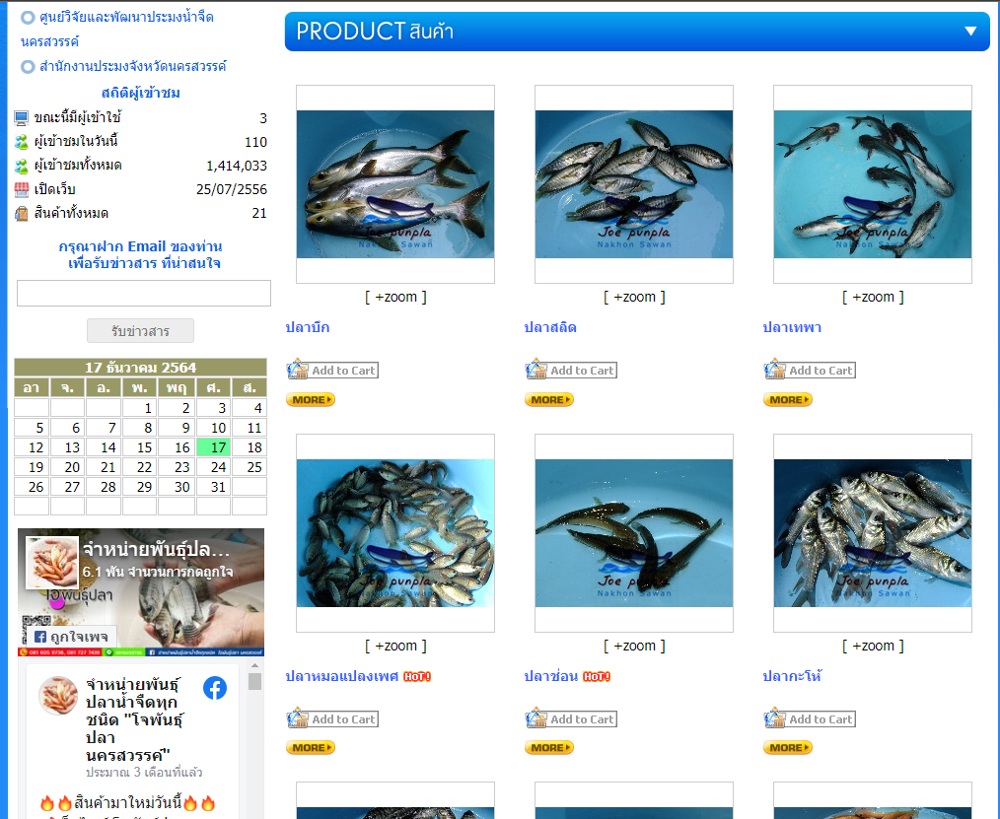 ศูนย์วิจัยและพัฒนาประมงน้ำจืด
นครสวรรค์
สำนักงานประมงจังหวัดนครสวรรค์
สถิติผู้เข้าชม
ขณะนี้มีผู้เข้าใช้ 3
ผู้เข้าชมในวันนี้ 110
ผู้เข้าชมทั้งหมด 1,414,033
เปิดเว็บ 25/07/2556
สินค้าทั้งหมด 21
กรุณาฝาก Email ของท่าน
เพื่อรับข่าวสาร ที่น่าสนใจ
รับข่าวสาร
17 ธันวาคม 2564
อา จ. อ. พ. พฤ ศ. ส.
1 2 3 4
5 6 7 8 9 10 11
12 13 14 15 16 17 18
19 20 21 22 23 24 25
26 27 28 29 30 31
จำหน่ายพันธุ์ปล...
6.1 พัน จำนวนการกดถูกใจ
โจพันธุ์ปลา
ถูกใจเพจ
จำหน่ายพันธุ์
ปลาน้ำจืดทุก
ชนิด "โจพันธุ์
ปลา
นครสวรรค์"
ประมาณ 3 เดือนที่แล้ว
🔥🔥สินค้ามาใหม่วันนี้🔥🔥
PRODUCT สินค้า
Joe punpla Joe punpla Joe punpla
Nakhon Sawan Nakhon Sawan Nakhon Sawan
[ +zoom ] [ +zoom ] [ +zoom ]
ปลาบึก ปลาสลิด ปลาเทพา
Add to Cart Add to Cart Add to Cart
MORE MORE MORE
Joe punpla Joe punpla Joe punpla
Nakhon Sawan Nakhon Sawan Nakhon Sawan
[ +zoom ] [ +zoom ] [ +zoom ]
ปลาหมอแปลงเพศ HOT! ปลาช่อน HOT! ปลากะโห้
Add to Cart Add to Cart Add to Cart
MORE MORE MORE